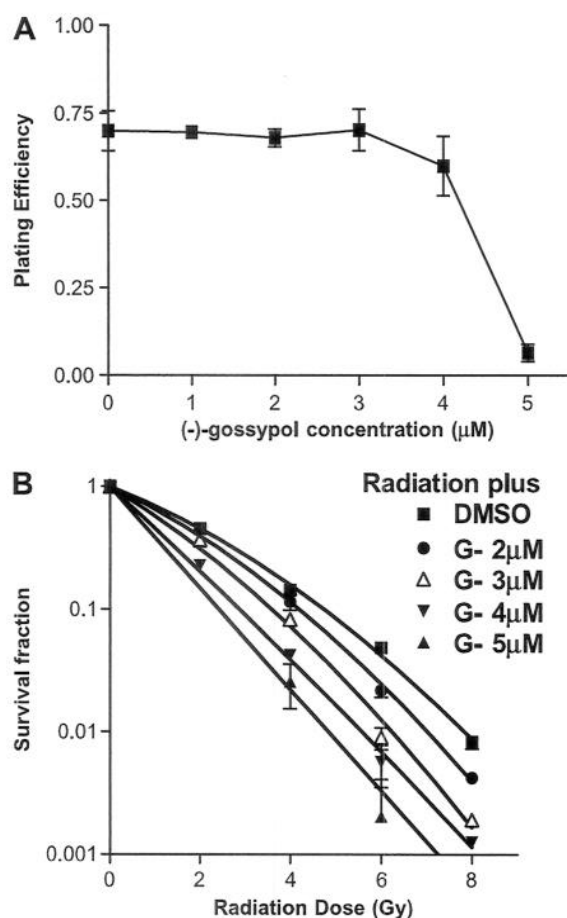 A
1.00
0.75
0.50
0.25
0.00
Plating Efficiency
0 1 2 3 4 5
(-)-gossypol concentration (μM)
B
Radiation plus
DMSO
G- 2μM
G- 3μM
G- 4μM
G- 5μM
1
0.1
0.01
0.001
Survival fraction
0 2 4 6 8
Radiation Dose (Gy)